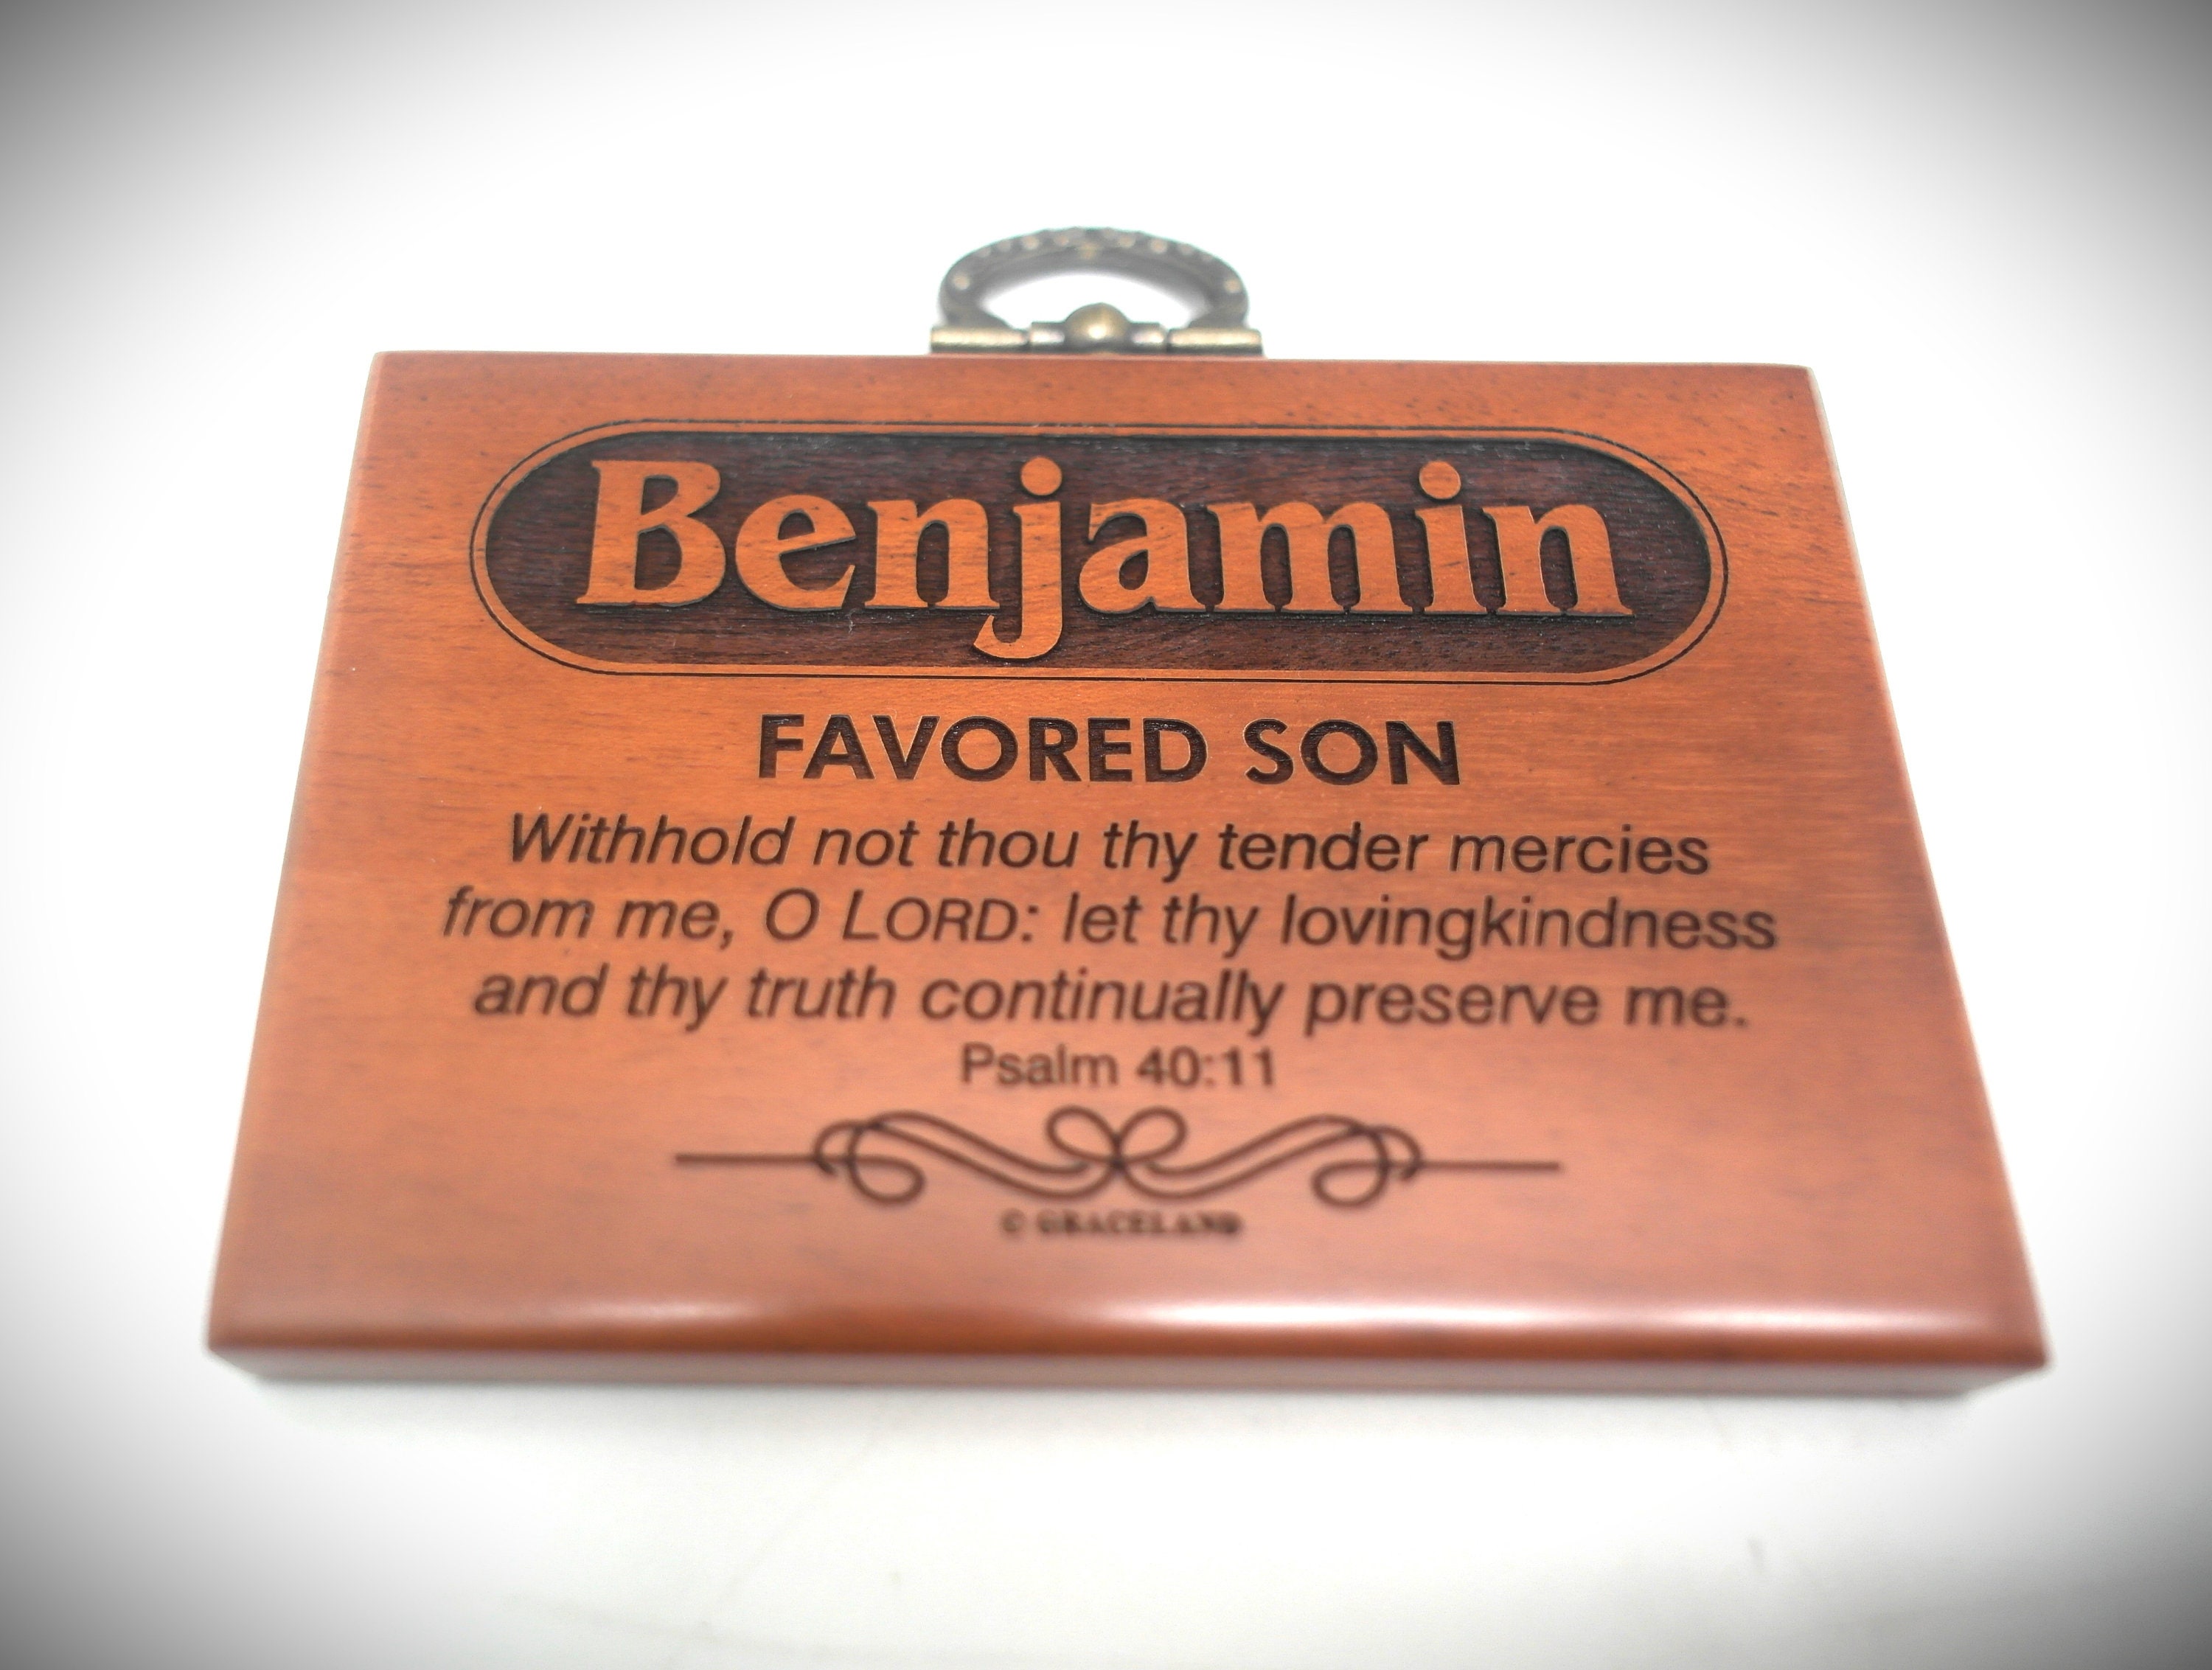 Benjamin
FAVORED SON
Withhold not thou thy tender mercies
from me, O LORD: let thy lovingkindness
and thy truth continually preserve me.
Psalm 40:11
© GRACELAND